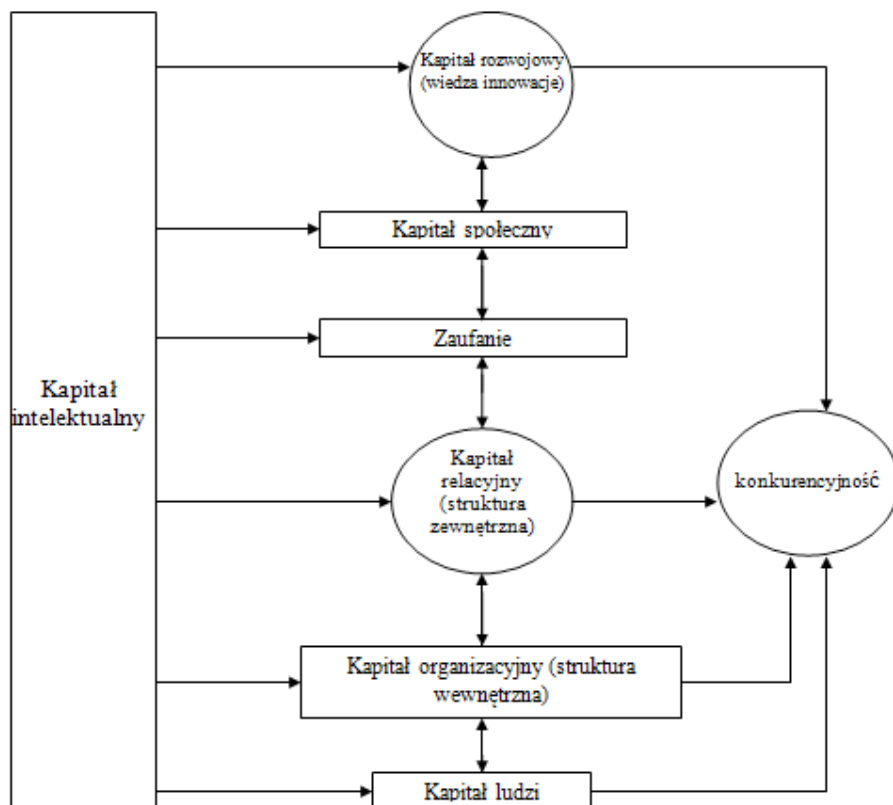 Kapitał rozwojowy
(wiedza innowacje)
Kapitał społeczny
Zaufanie
Kapitał
intelektualny
Kapitał
relacyjny
(struktura
zewnętrzna)
konkurencyjność
Kapitał organizacyjny (struktura
wewnętrzna)
Kapitał ludzi